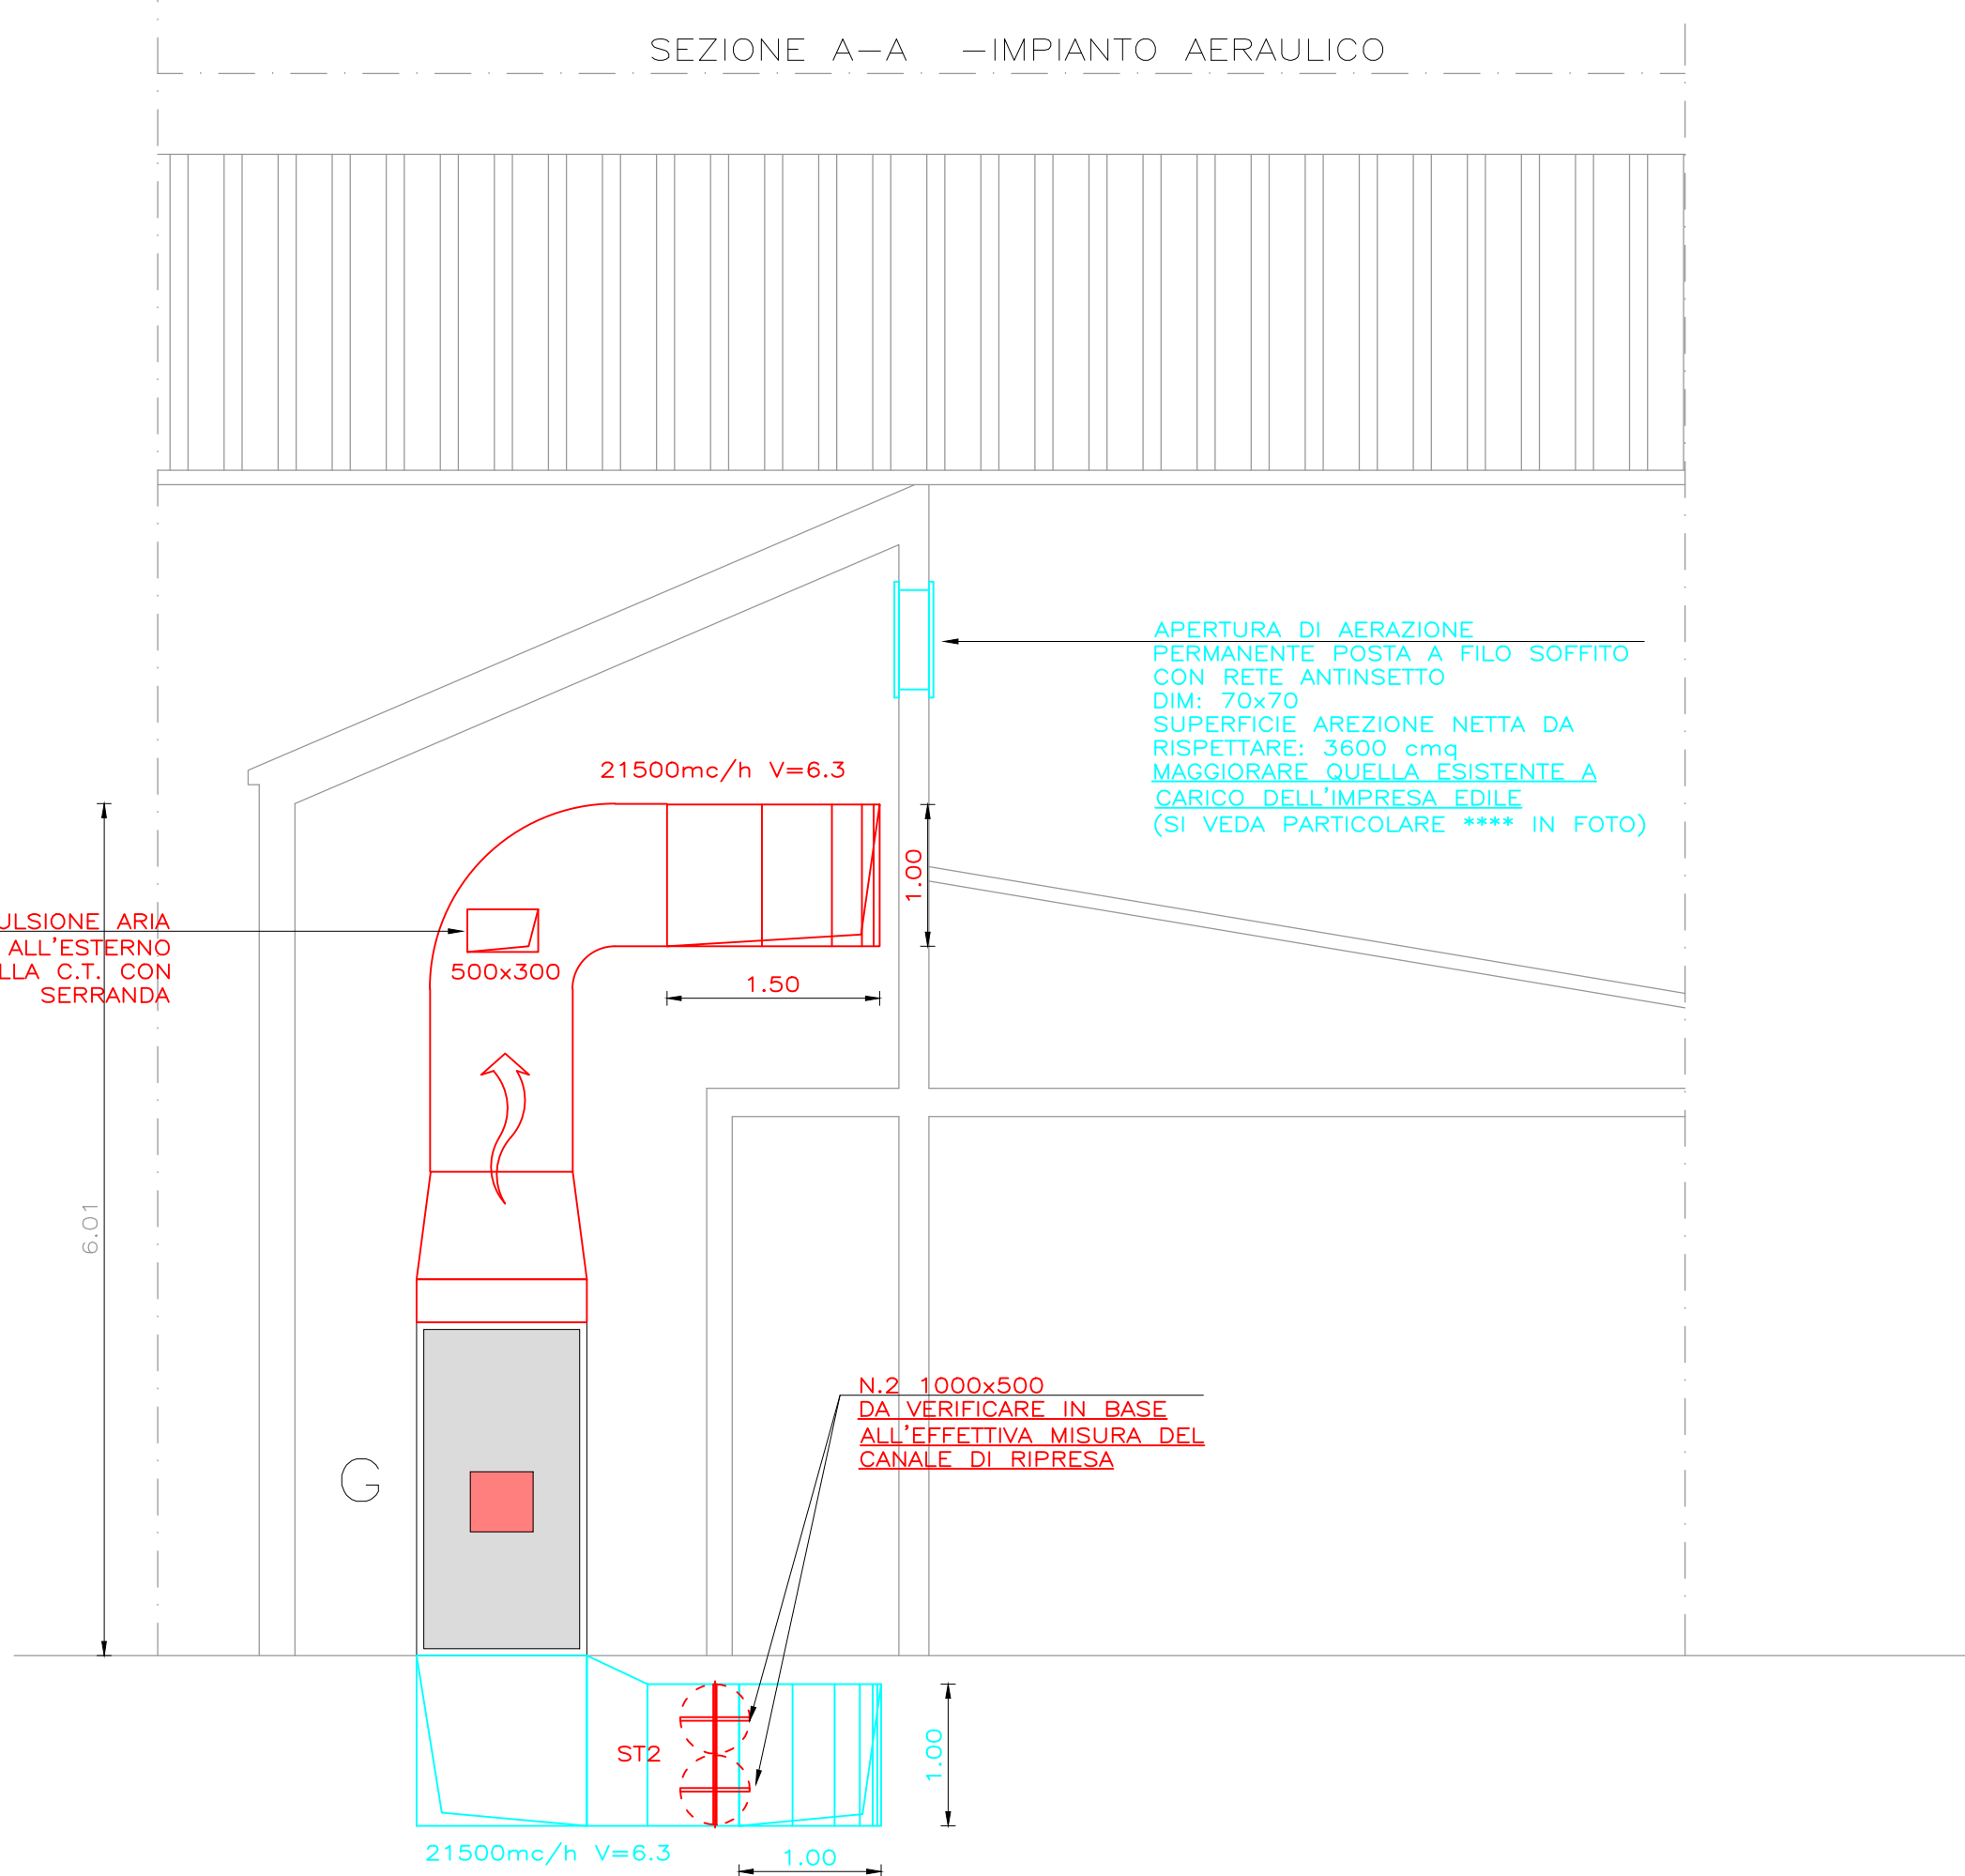 SEZIONE A-A -IMPIANTO AERAULICO
APERTURA DI AERAZIONE
PERMANENTE POSTA A FILO SOFFITO
CON RETE ANTINSETTO
DIM: 70x70
SUPERFICIE AREZIONE NETTA DA
RISPETTARE: 3600 cmq
MAGGIORARE QUELLA ESISTENTE A
CARICO DELL'IMPRESA EDILE
(SI VEDA PARTICOLARE **** IN FOTO)
21500mc/h V=6.3
1.00
ARIA
ALL'ESTERNO
C.T. CON
SERRANDA
500x300
1.50
6.01
N.2 1000x500
DA VERIFICARE IN BASE
ALL'EFFETTIVA MISURA DEL
CANALE DI RIPRESA
G
ST2
1.00
21500mc/h V=6.3
1.00